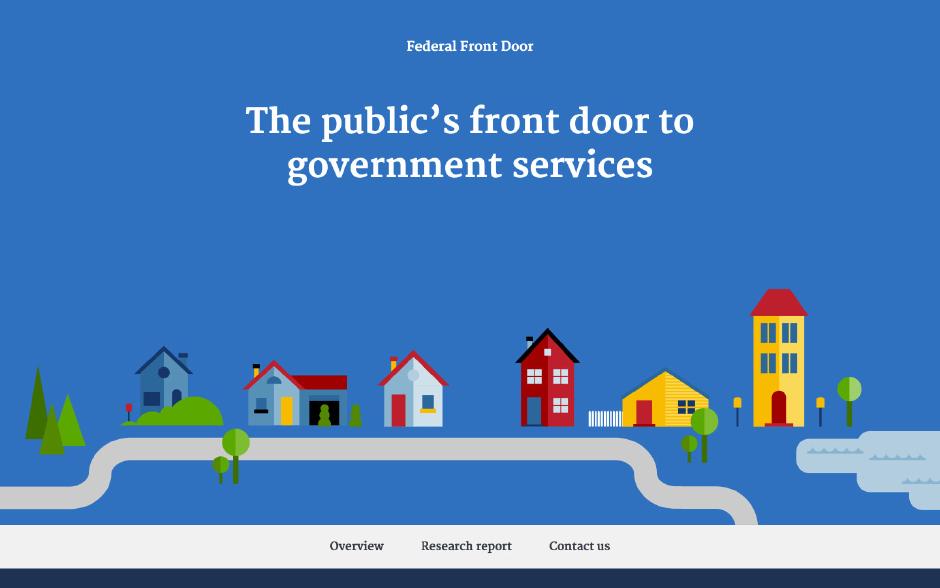 Federal Front Door
The public’s front door to
government services
Overview
Research report
Contact us